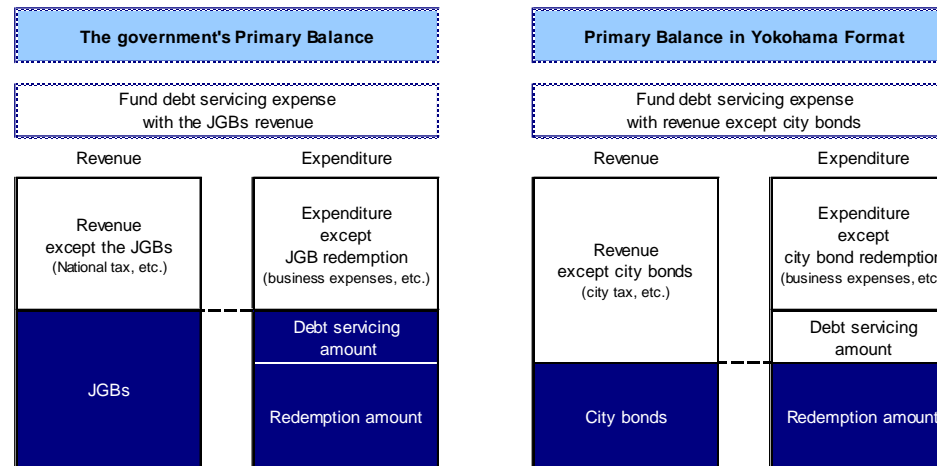 The government's Primary Balance
Fund debt servicing expense
with the JGBs revenue
Revenue
Expenditure
Revenue
except the JGBs
(National tax, etc.)
Expenditure
except
JGB redemption
(business expenses, etc.)
JGBs
Debt servicing
amount
Redemption amount
Primary Balance in Yokohama Format
Fund debt servicing expense
with revenue except city bonds
Revenue
Expenditure
Revenue
except city bonds
(city tax, etc.)
Expenditure
except
city bond redemption
(business expenses, etc
City bonds
Debt servicing
amount
Redemption amount